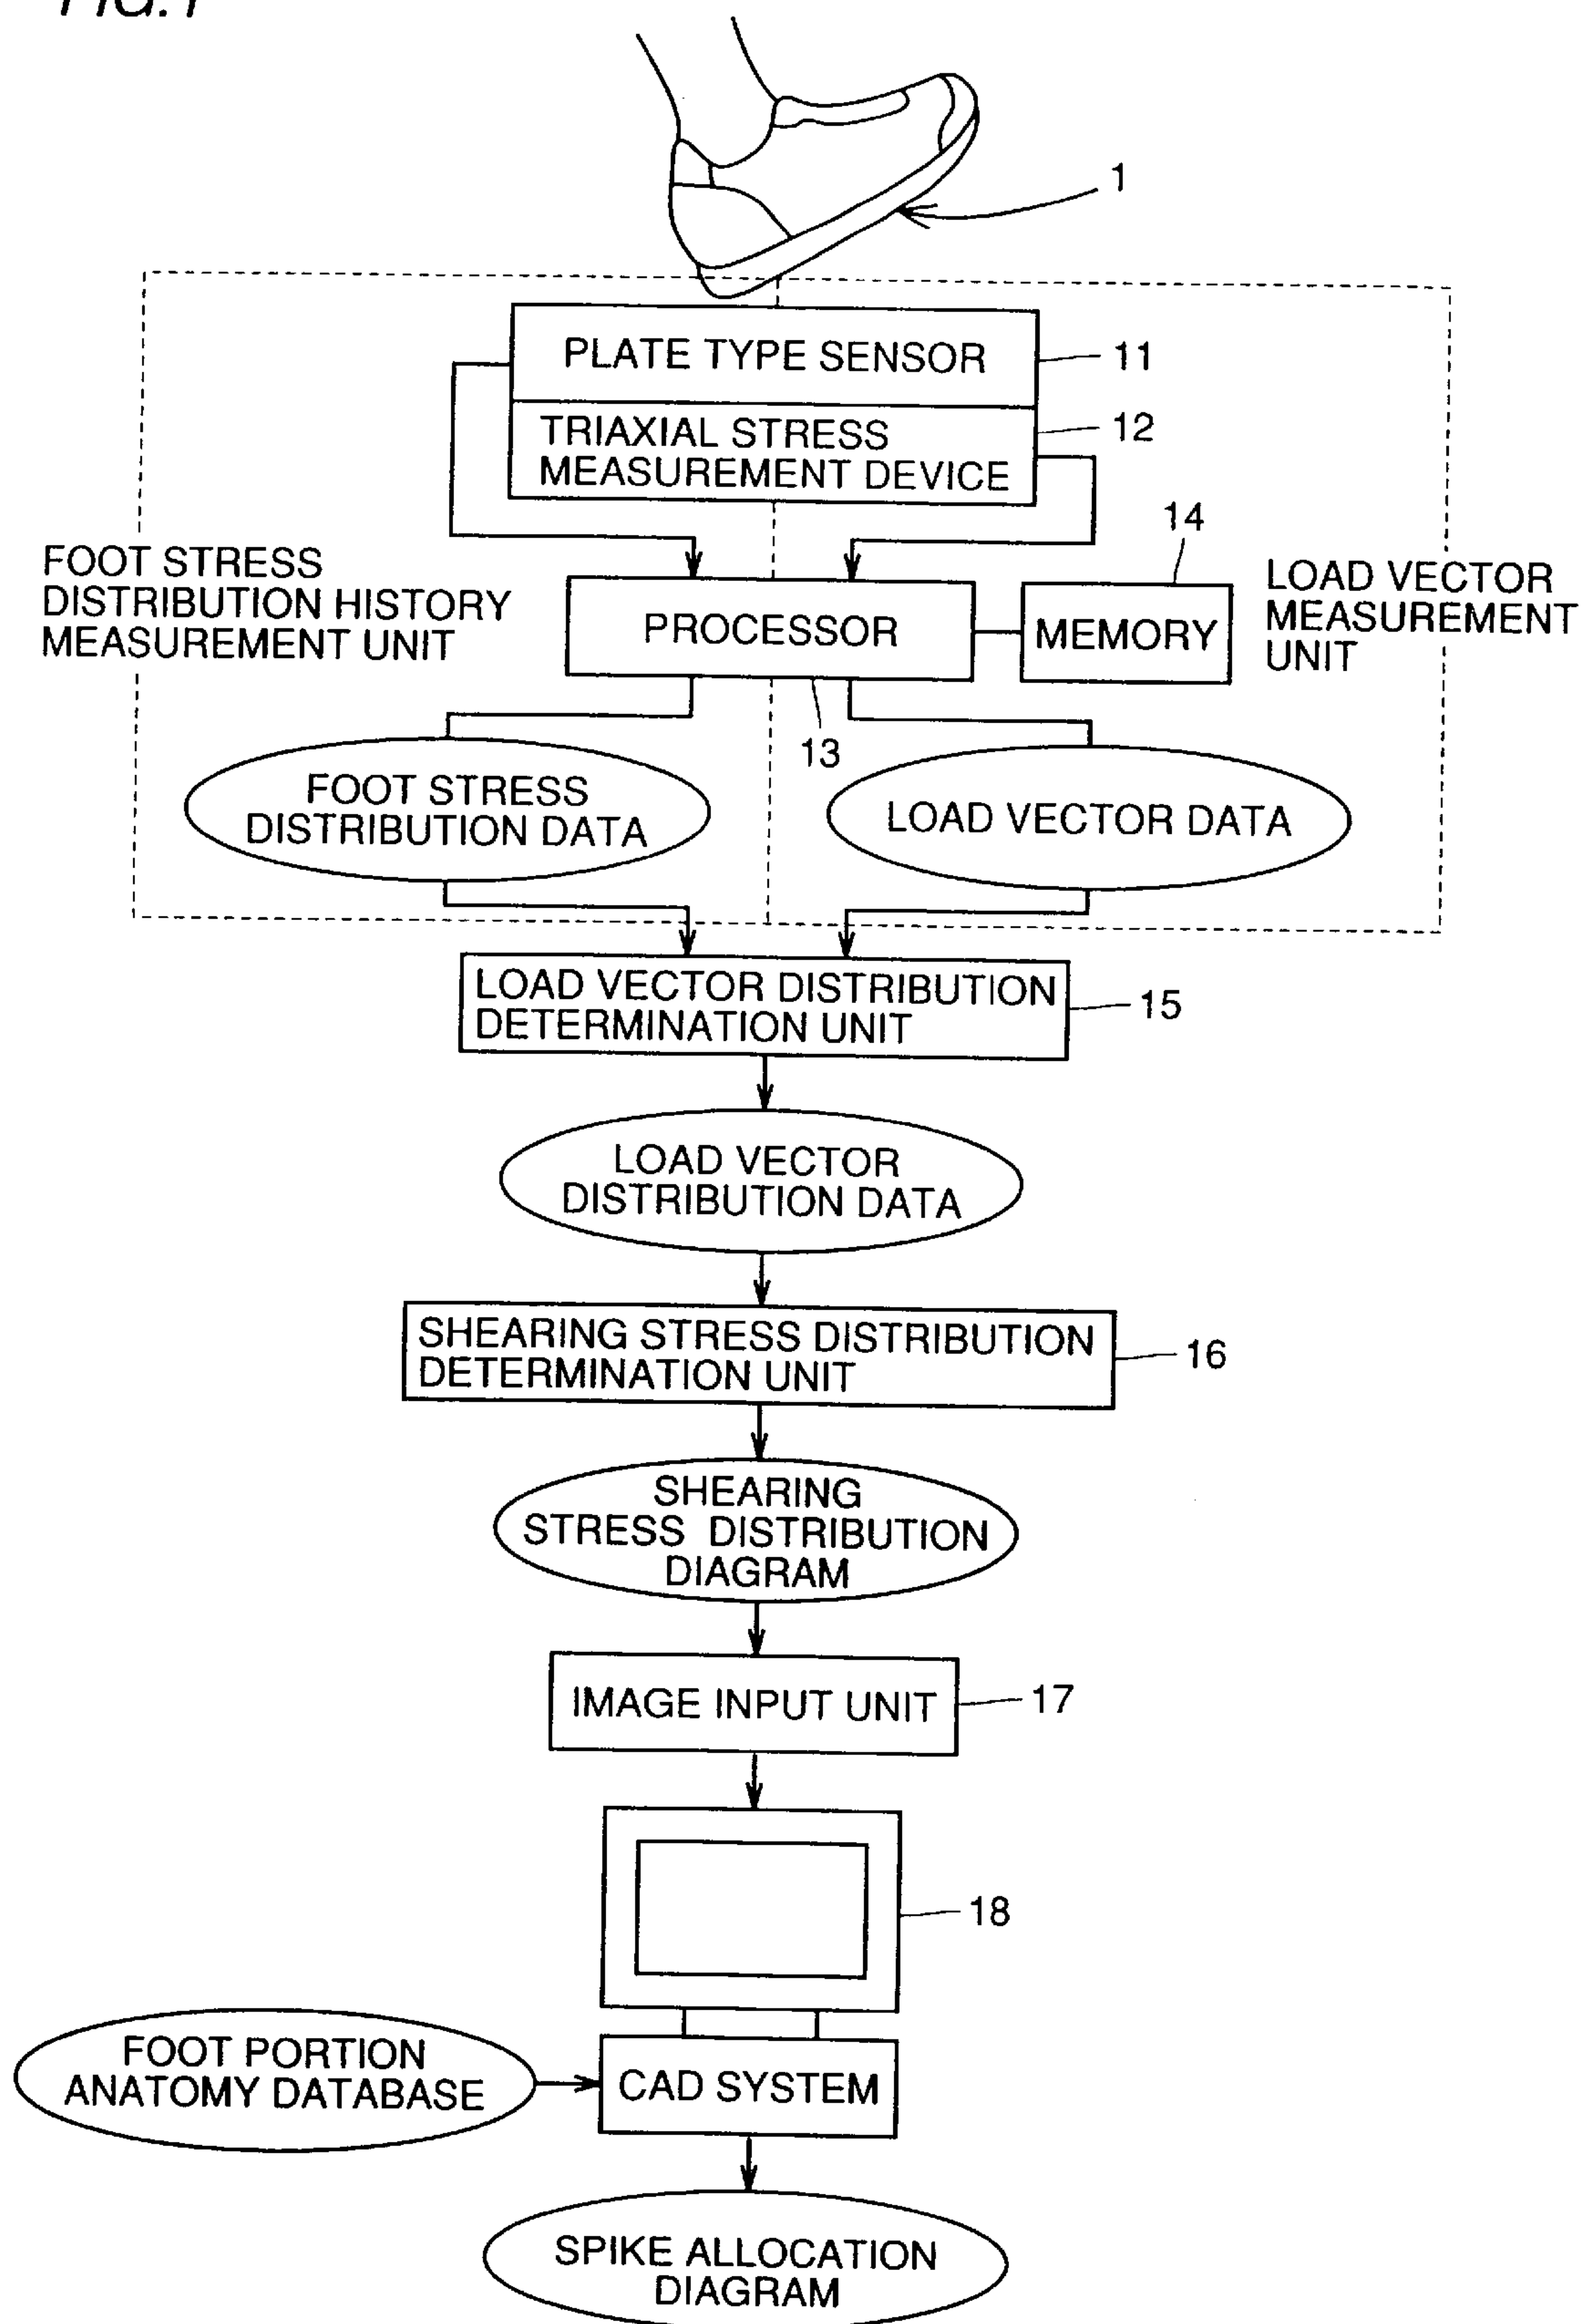 FIG.1
1
PLATE TYPE SENSOR
11
TRIAXIAL STRESS
MEASUREMENT DEVICE
12
14
FOOT STRESS
DISTRIBUTION HISTORY
MEASUREMENT UNIT
PROCESSOR
MEMORY
LOAD VECTOR
MEASUREMENT
UNIT
13
FOOT STRESS
DISTRIBUTION DATA
LOAD VECTOR DATA
LOAD VECTOR DISTRIBUTION
DETERMINATION UNIT
15
LOAD VECTOR
DISTRIBUTION DATA
SHEARING STRESS DISTRIBUTION
DETERMINATION UNIT
16
SHEARING
STRESS DISTRIBUTION
DIAGRAM
IMAGE INPUT UNIT
17
18
FOOT PORTION
ANATOMY DATABASE
CAD SYSTEM
SPIKE ALLOCATION
DIAGRAM